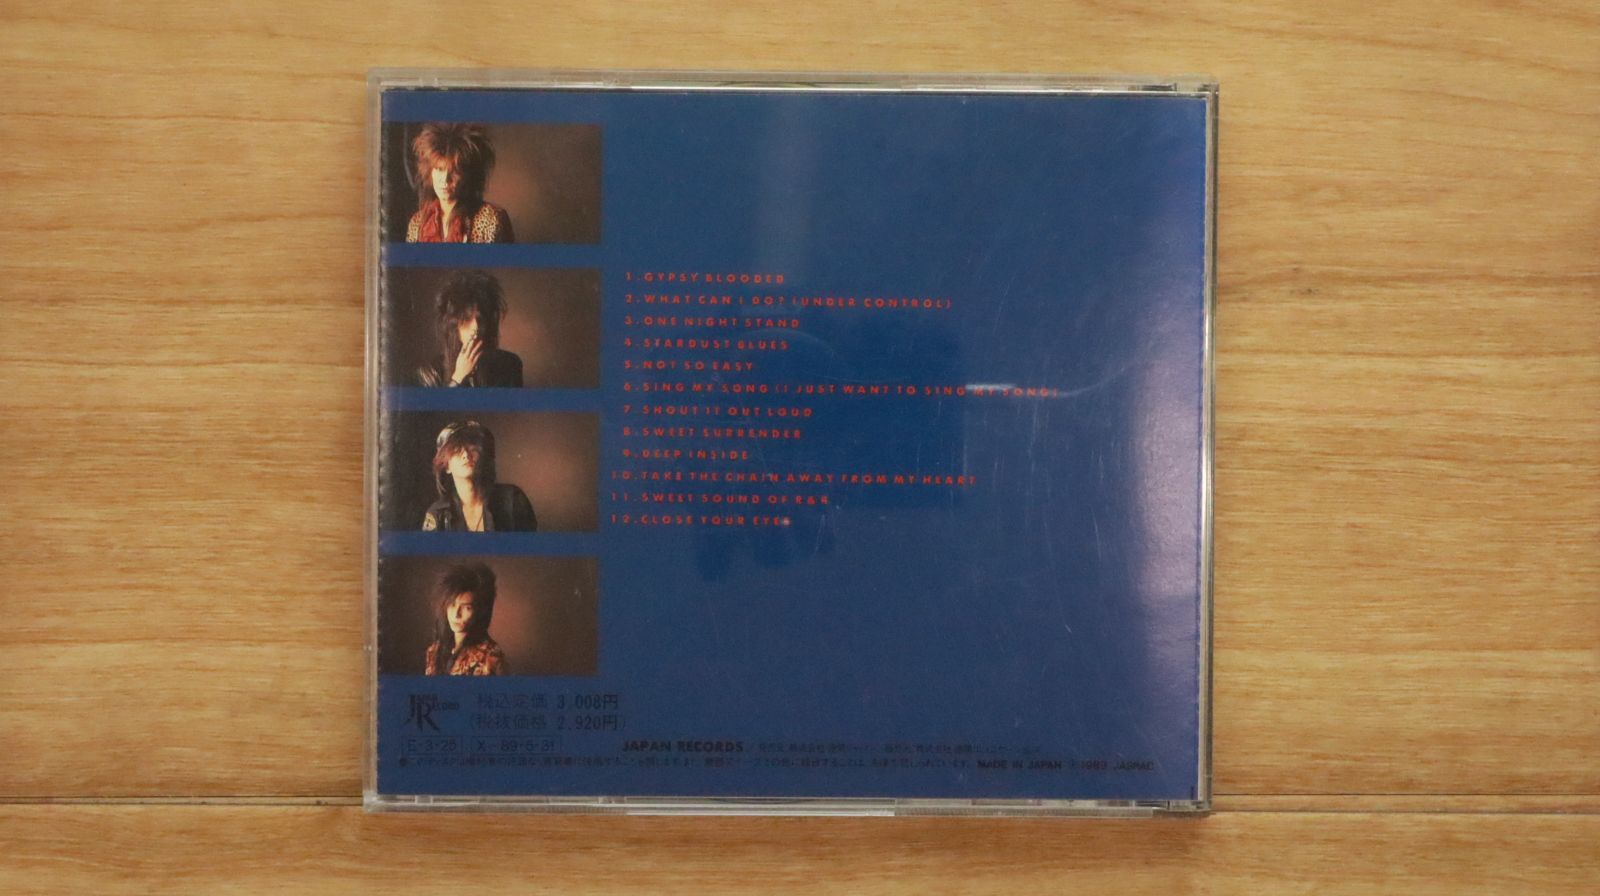 1.GYPSY BLOODED
2.WHAT CAN I DO? (UNDER CONTROL)
3.ONE NIGHT STAND
4.STARDUST BLUES
5.NOT SO EASY
6.SING MY SONG (I JUST WANT TO SING MY SONG)
7.SHOUT IT OUT LOUD
8.SWEET SURRENDER
9.DEEP INSIDE
10.TAKE THE CHAIN AWAY FROM MY HEART
11.SWEET SOUND OF R&R
12.CLOSE YOUR EYES
税込定価 3,008円
(税抜価格 2,920円)
E-3-25 X-89-5-31
JAPAN RECORDS
MADE IN JAPAN Ⓟ1989 JASRAC